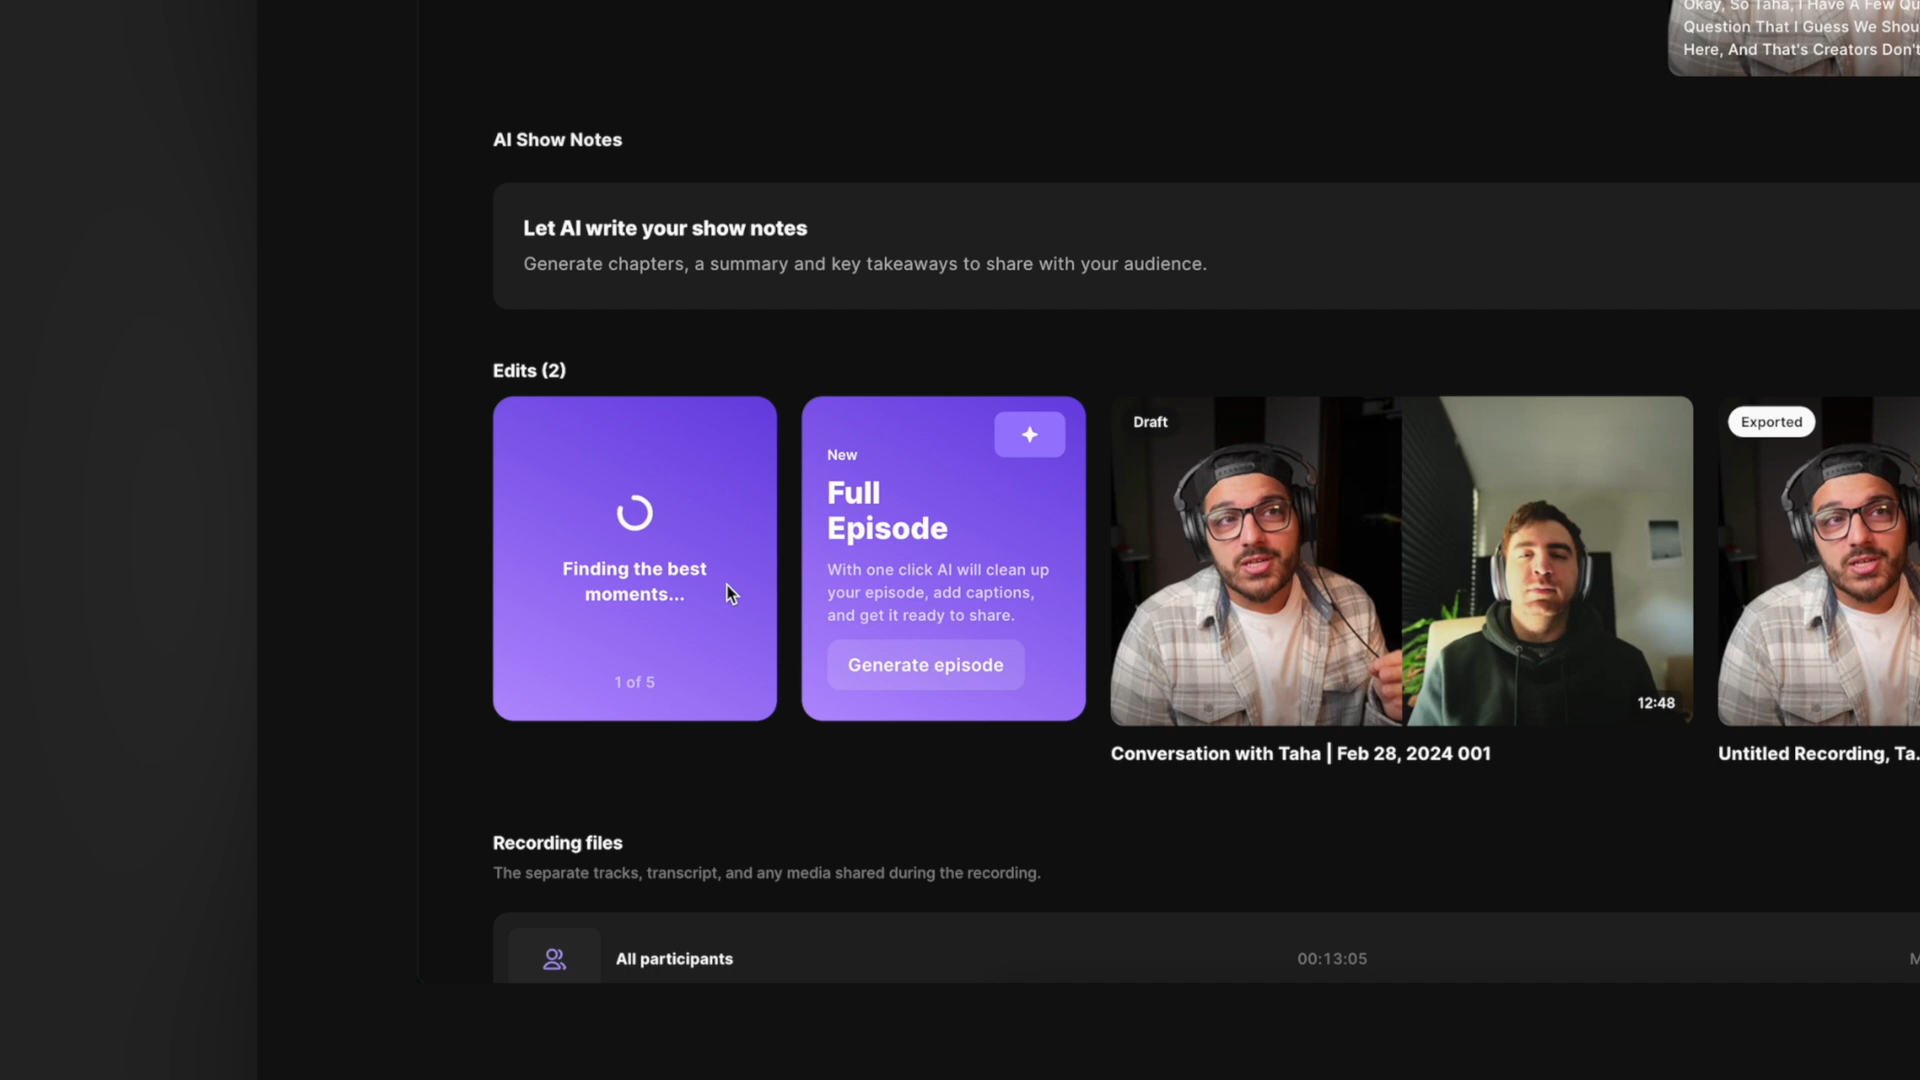 Okay, So Taha, I Have A Few Qu
Question That I Guess We Shou
Here, And That's Creators Don't
AI Show Notes
Let AI write your show notes
Generate chapters, a summary and key takeaways to share with your audience.
Edits (2)
Finding the best
moments...
1 of 5
New
Full
Episode
With one click AI will clean up
your episode, add captions,
and get it ready to share.
Generate episode
Draft
12:48
Conversation with Taha | Feb 28, 2024 001
Exported
Untitled Recording, Ta...
Recording files
The separate tracks, transcript, and any media shared during the recording.
All participants
00:13:05
M